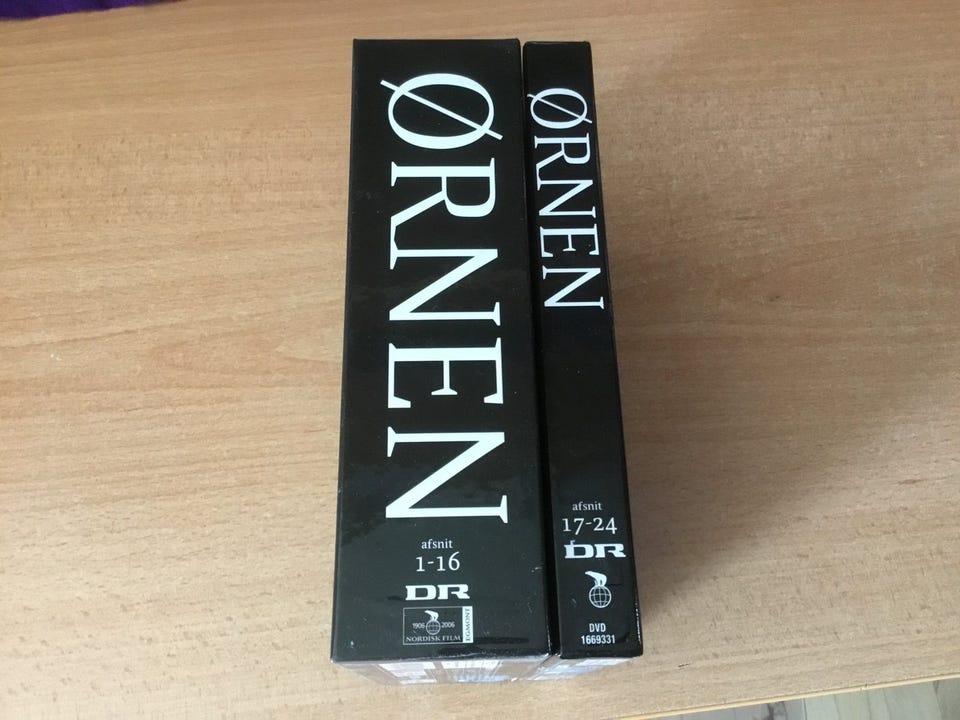 ØRNEN
afsnit
1-16
DR
1906 2006
NORDISK FILM
EGMONT
ØRNEN
afsnit
17-24
DR
DVD
1669331